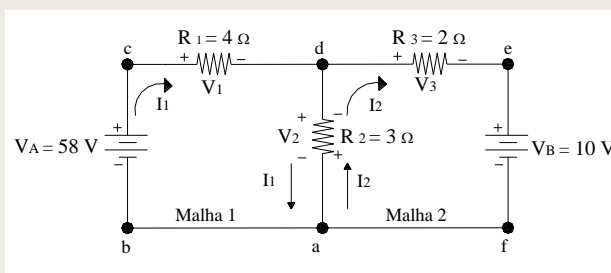 R 1 = 4 Ω
R 3 = 2 Ω
c
d
e
+
−
+
−
I1
V1
I2
V3
+
VA = 58 V
−
+
V2
−
−
R 2 = 3 Ω
+
+
VB = 10 V
−
I1
I2
Malha 1
Malha 2
b
a
f